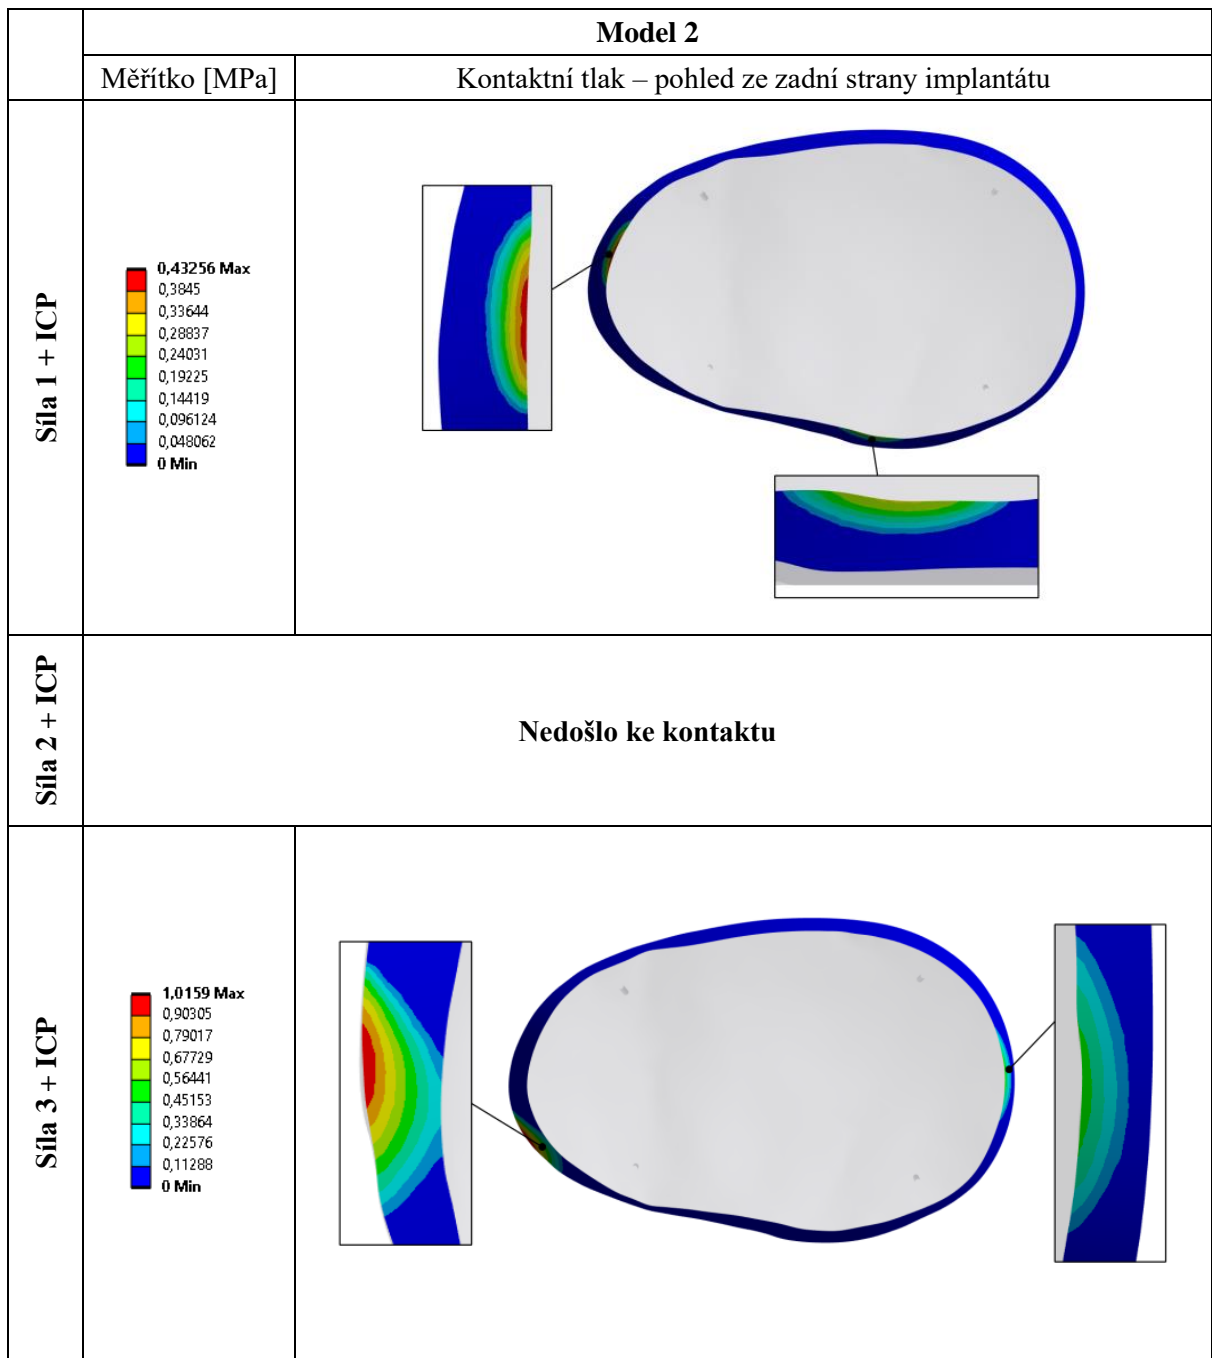 Model 2
Měřítko [MPa]
Kontaktní tlak – pohled ze zadní strany implantátu
Síla 1 + ICP
0,43256 Max
0,3845
0,33644
0,28837
0,24031
0,19225
0,14419
0,096124
0,048062
0 Min
Síla 2 + ICP
Nedošlo ke kontaktu
Síla 3 + ICP
1,0159 Max
0,90305
0,79017
0,67729
0,56441
0,45153
0,33864
0,22576
0,11288
0 Min